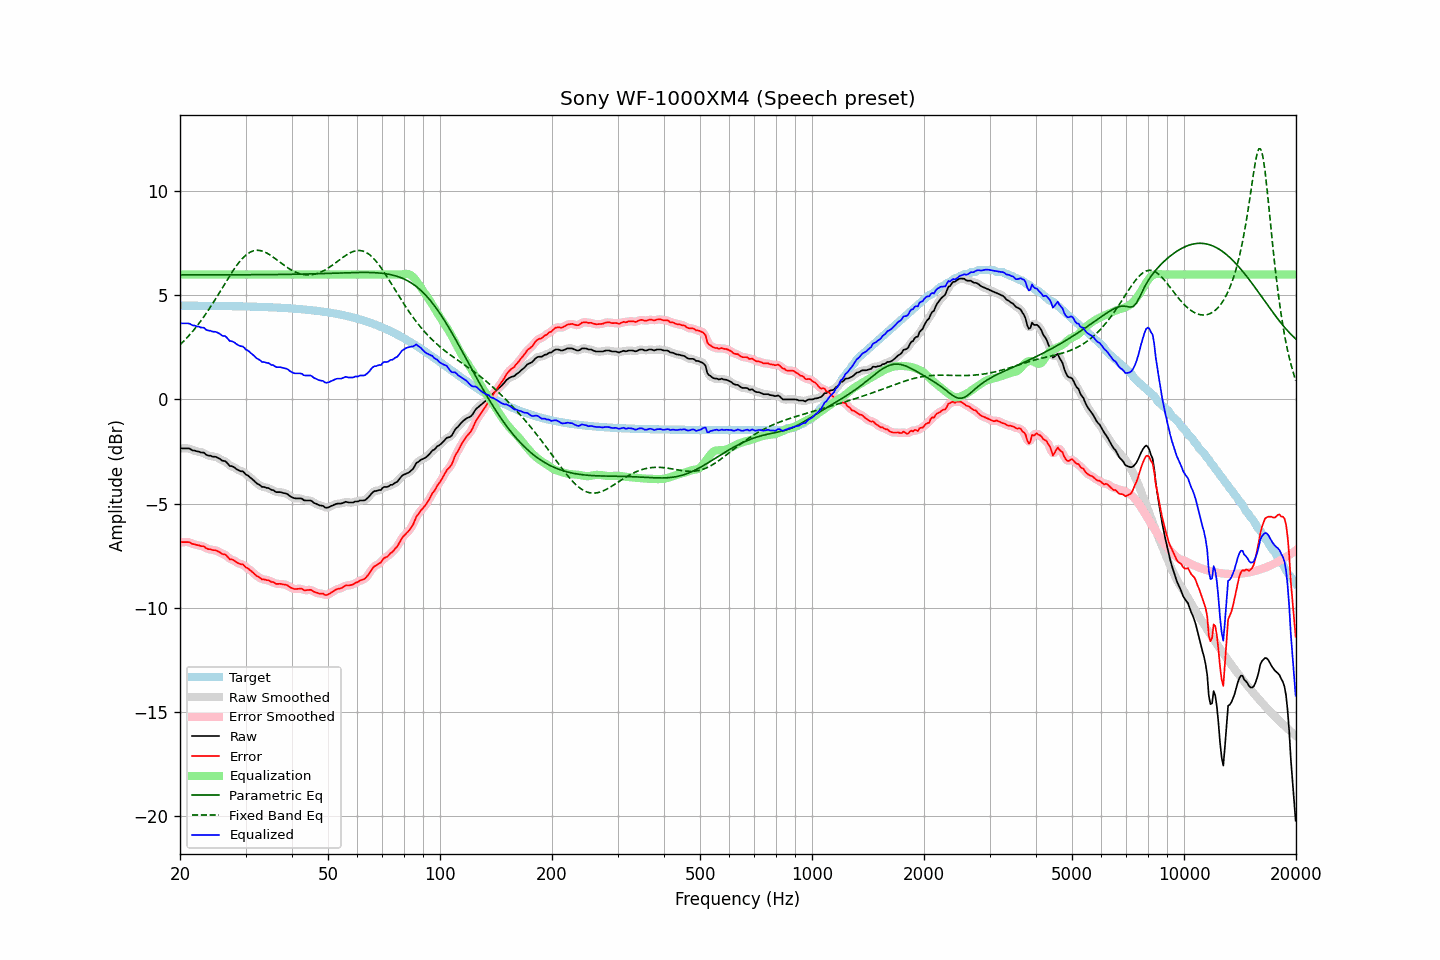 Sony WF-1000XM4 (Speech preset)
Amplitude (dBr)
10
5
0
−5
−10
−15
−20
Target
Raw Smoothed
Error Smoothed
Raw
Error
Equalization
Parametric Eq
Fixed Band Eq
Equalized
20 50 100 200 500 1000 2000 5000 10000 20000
Frequency (Hz)